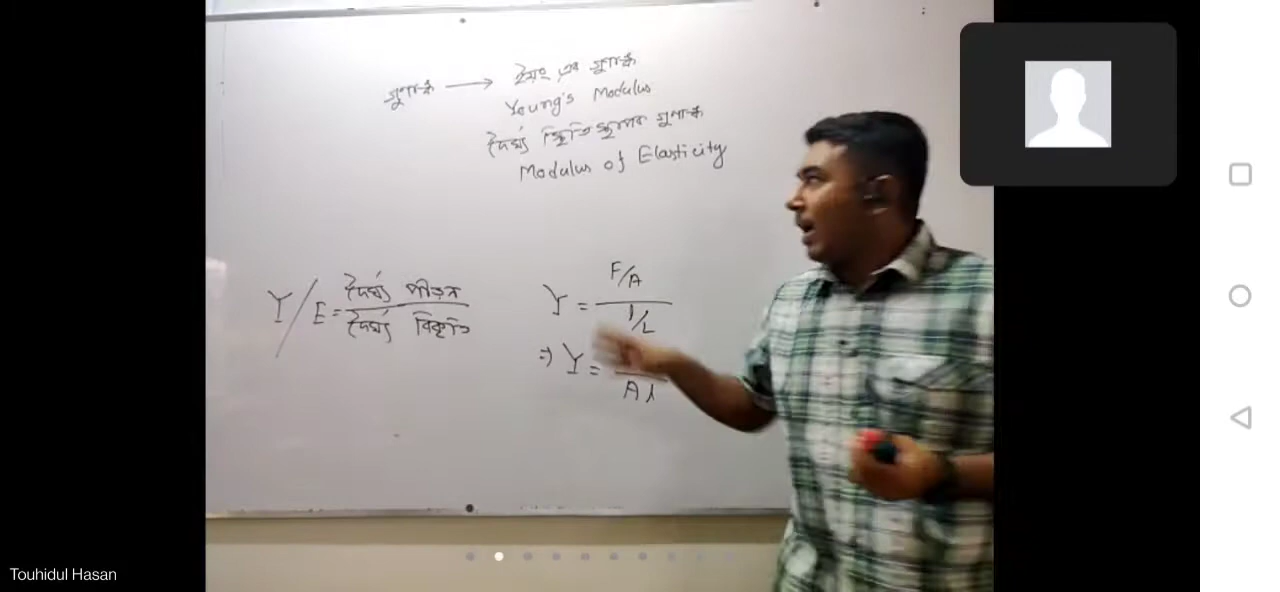 গুণাঙ্ক → ইয়ং এর গুণাঙ্ক
Young's Modulus
দৈর্ঘ্য স্থিতিস্থাপক গুণাঙ্ক
Modulus of Elasticity
Y/E = দৈর্ঘ্য পীড়ন / দৈর্ঘ্য বিকৃতি
Y = F/A / l/L
⇒ Y = / Al
Touhidul Hasan